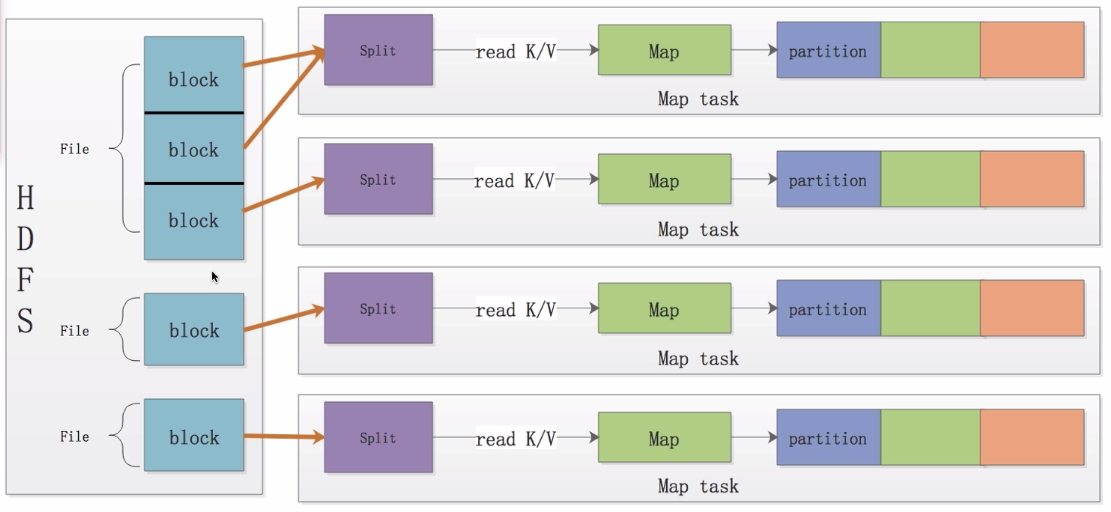 HDFS
File
block
block
block
File
block
File
block
Split
read K/V
Map
partition
Map task
Split
read K/V
Map
partition
Map task
Split
read K/V
Map
partition
Map task
Split
read K/V
Map
partition
Map task